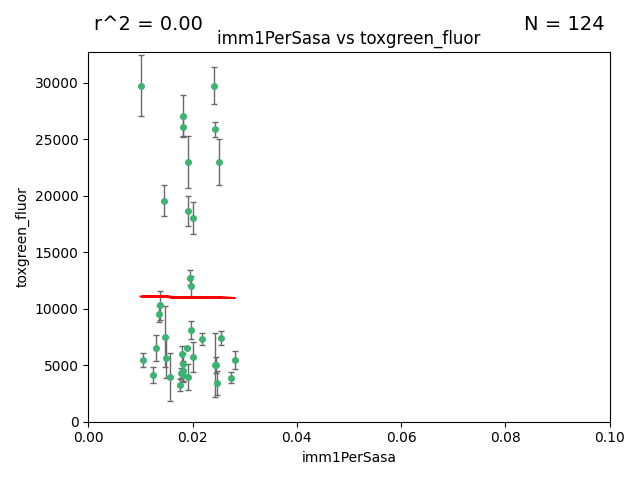 r^2 = 0.00
N = 124
imm1PerSasa vs toxgreen_fluor
30000
25000
20000
15000
10000
5000
0
toxgreen_fluor
0.00 0.02 0.04 0.06 0.08 0.10
imm1PerSasa